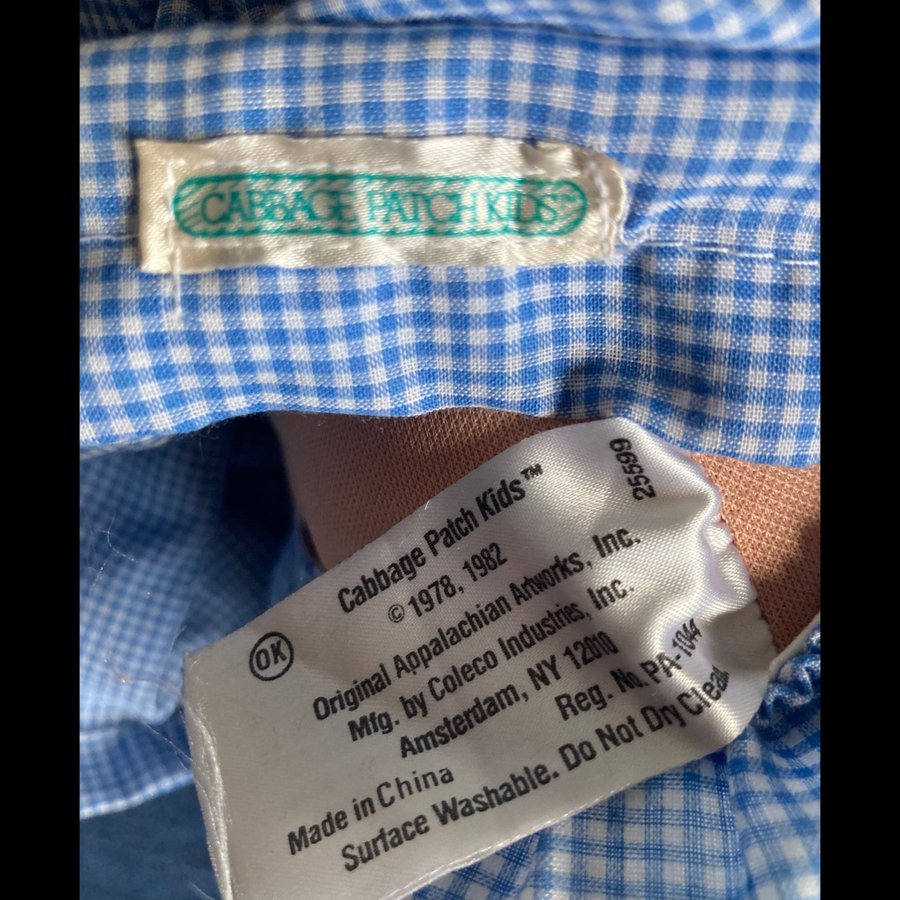 CABBAGE PATCH KIDS™
25599
Cabbage Patch Kids™
© 1978, 1982
Original Appalachian Artworks, Inc.
Mfg. by Coleco Industries, Inc.
Amsterdam, NY 12010
OK
Reg. No. PA-1044
Made in China
Surface Washable. Do Not Dry Clean